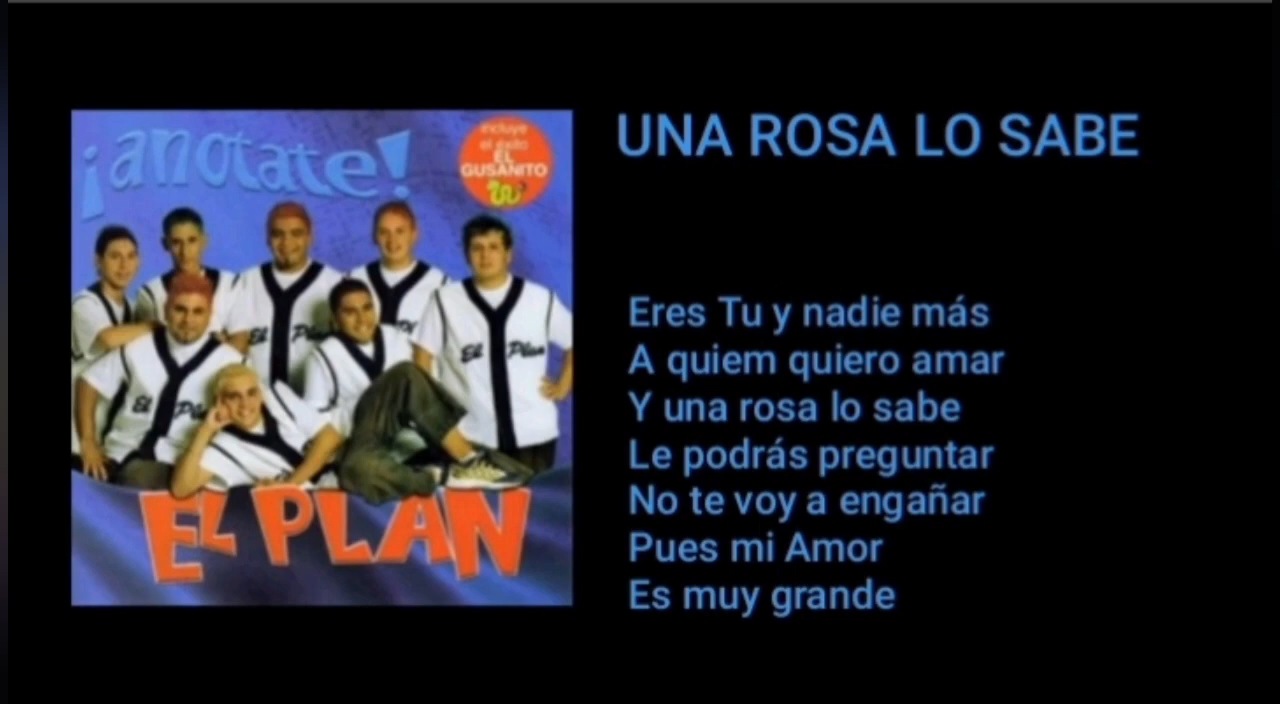 ¡anotate!
incluye
el éxito
EL
GUSANITO
UNA ROSA LO SABE
Eres Tu y nadie más
A quiem quiero amar
Y una rosa lo sabe
Le podrás preguntar
No te voy a engañar
Pues mi Amor
Es muy grande
El Plan
El Plan
El Pl
EL PLAN